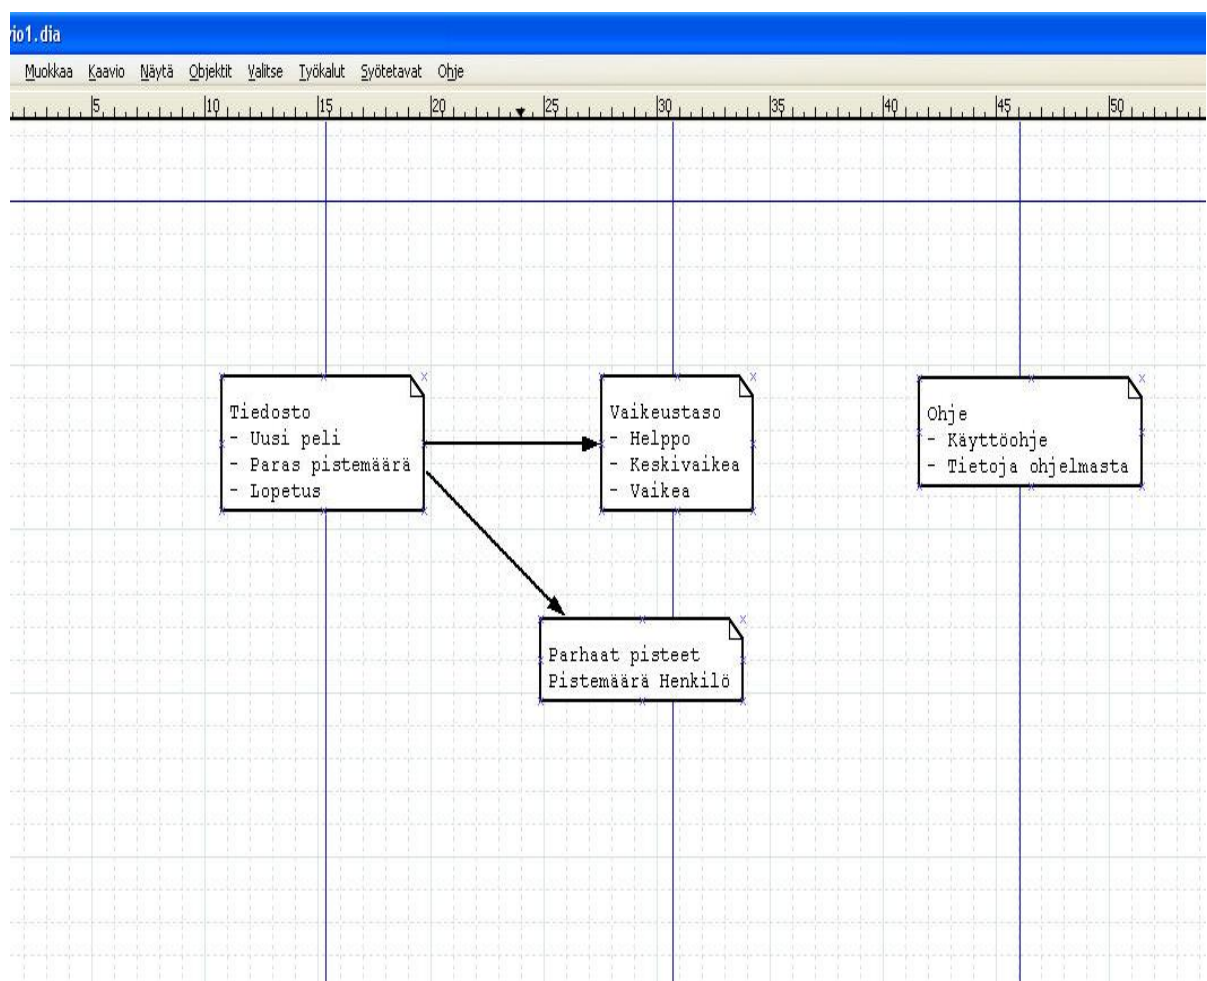 vio1.dia
Muokkaa Kaavio Näytä Objektit Valitse Työkalut Syötetavat Ohje
5 10 15 20 25 30 35 40 45 50
Tiedosto
- Uusi peli
- Paras pistemäärä
- Lopetus
Vaikeustaso
- Helppo
- Keskivaikea
- Vaikea
Ohje
- Käyttöohje
- Tietoja ohjelmasta
Parhaat pisteet
Pistemäärä Henkilö